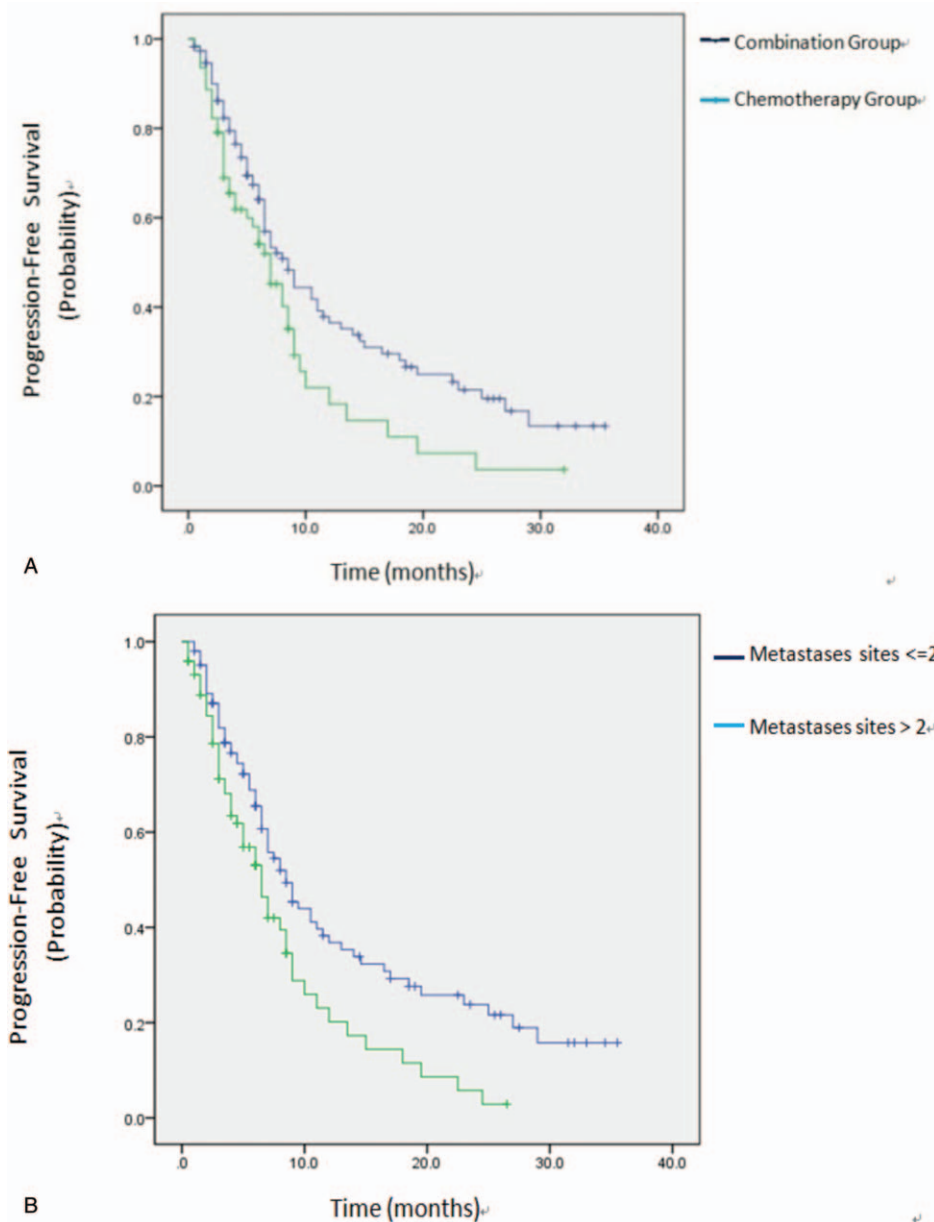 Progression-Free Survival
(Probability)↵
1.0
0.8
0.6
0.4
0.2
0.0
.0
10.0
20.0
30.0
40.0
Time (months)↵
Combination Group↵
Chemotherapy Group↵
A
↵
Progression-Free Survival
(Probability)↵
1.0
0.8
0.6
0.4
0.2
0.0
.0
10.0
20.0
30.0
40.0
Time (months)↵
Metastases sites <=2
Metastases sites > 2↵
B
↵